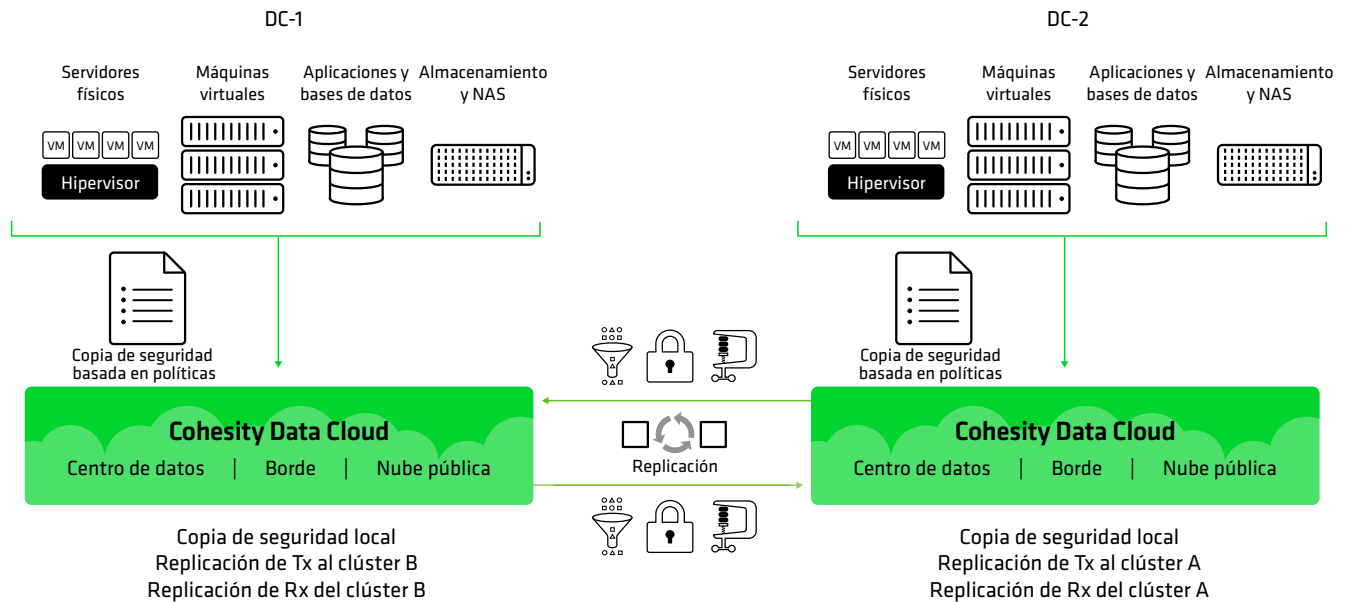 DC-1
Servidores
físicos
Máquinas
virtuales
Aplicaciones y
bases de datos
Almacenamiento
y NAS
VM VM VM VM
Hipervisor
Copia de seguridad
basada en políticas
Cohesity Data Cloud
Centro de datos | Borde | Nube pública
Copia de seguridad local
Replicación de Tx al clúster B
Replicación de Rx del clúster B
Replicación
DC-2
Servidores
físicos
Máquinas
virtuales
Aplicaciones y
bases de datos
Almacenamiento
y NAS
VM VM VM VM
Hipervisor
Copia de seguridad
basada en políticas
Cohesity Data Cloud
Centro de datos | Borde | Nube pública
Copia de seguridad local
Replicación de Tx al clúster A
Replicación de Rx del clúster A